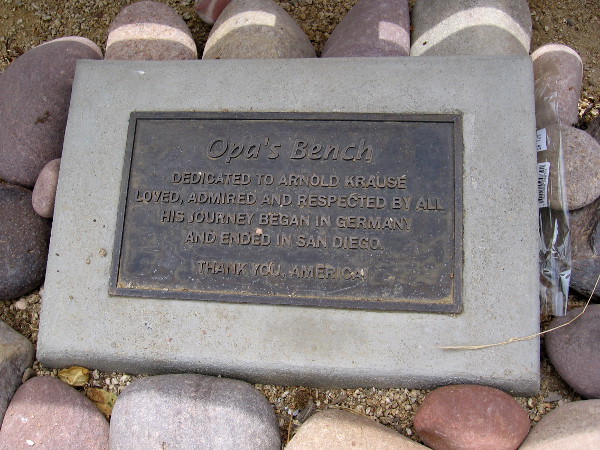 Opa's Bench
DEDICATED TO ARNOLD KRAUSE
LOVED, ADMIRED AND RESPECTED BY ALL
HIS JOURNEY BEGAN IN GERMANY
AND ENDED IN SAN DIEGO.
THANK YOU, AMERICA!